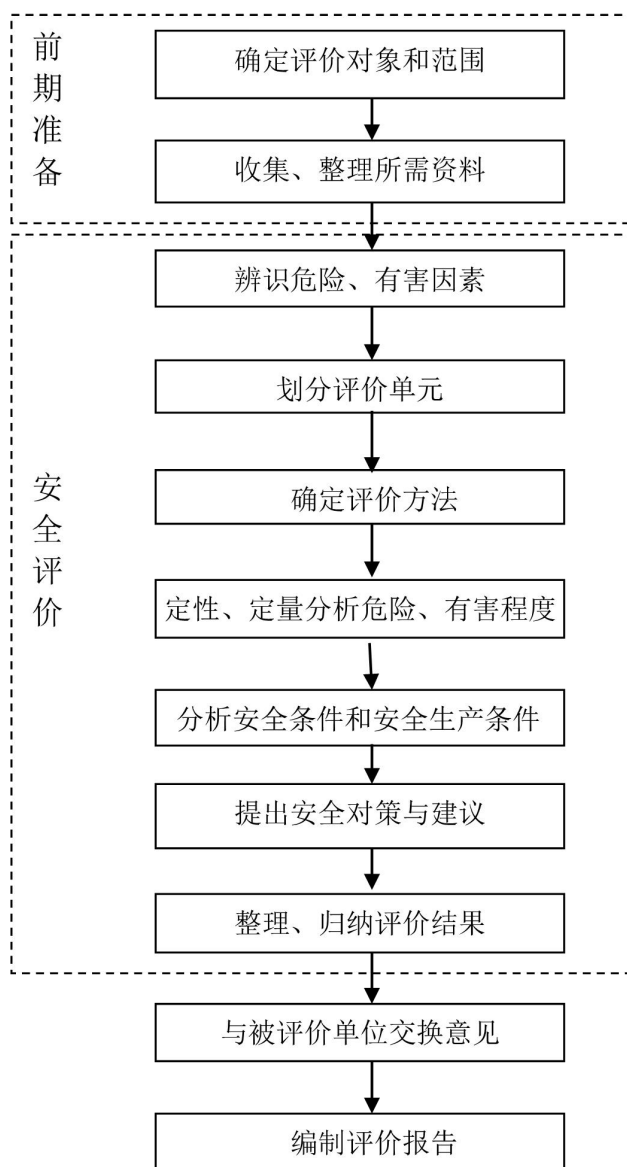 前期准备
确定评价对象和范围
收集、整理所需资料
安全评价
辨识危险、有害因素
划分评价单元
确定评价方法
定性、定量分析危险、有害程度
分析安全条件和安全生产条件
提出安全对策与建议
整理、归纳评价结果
与被评价单位交换意见
编制评价报告